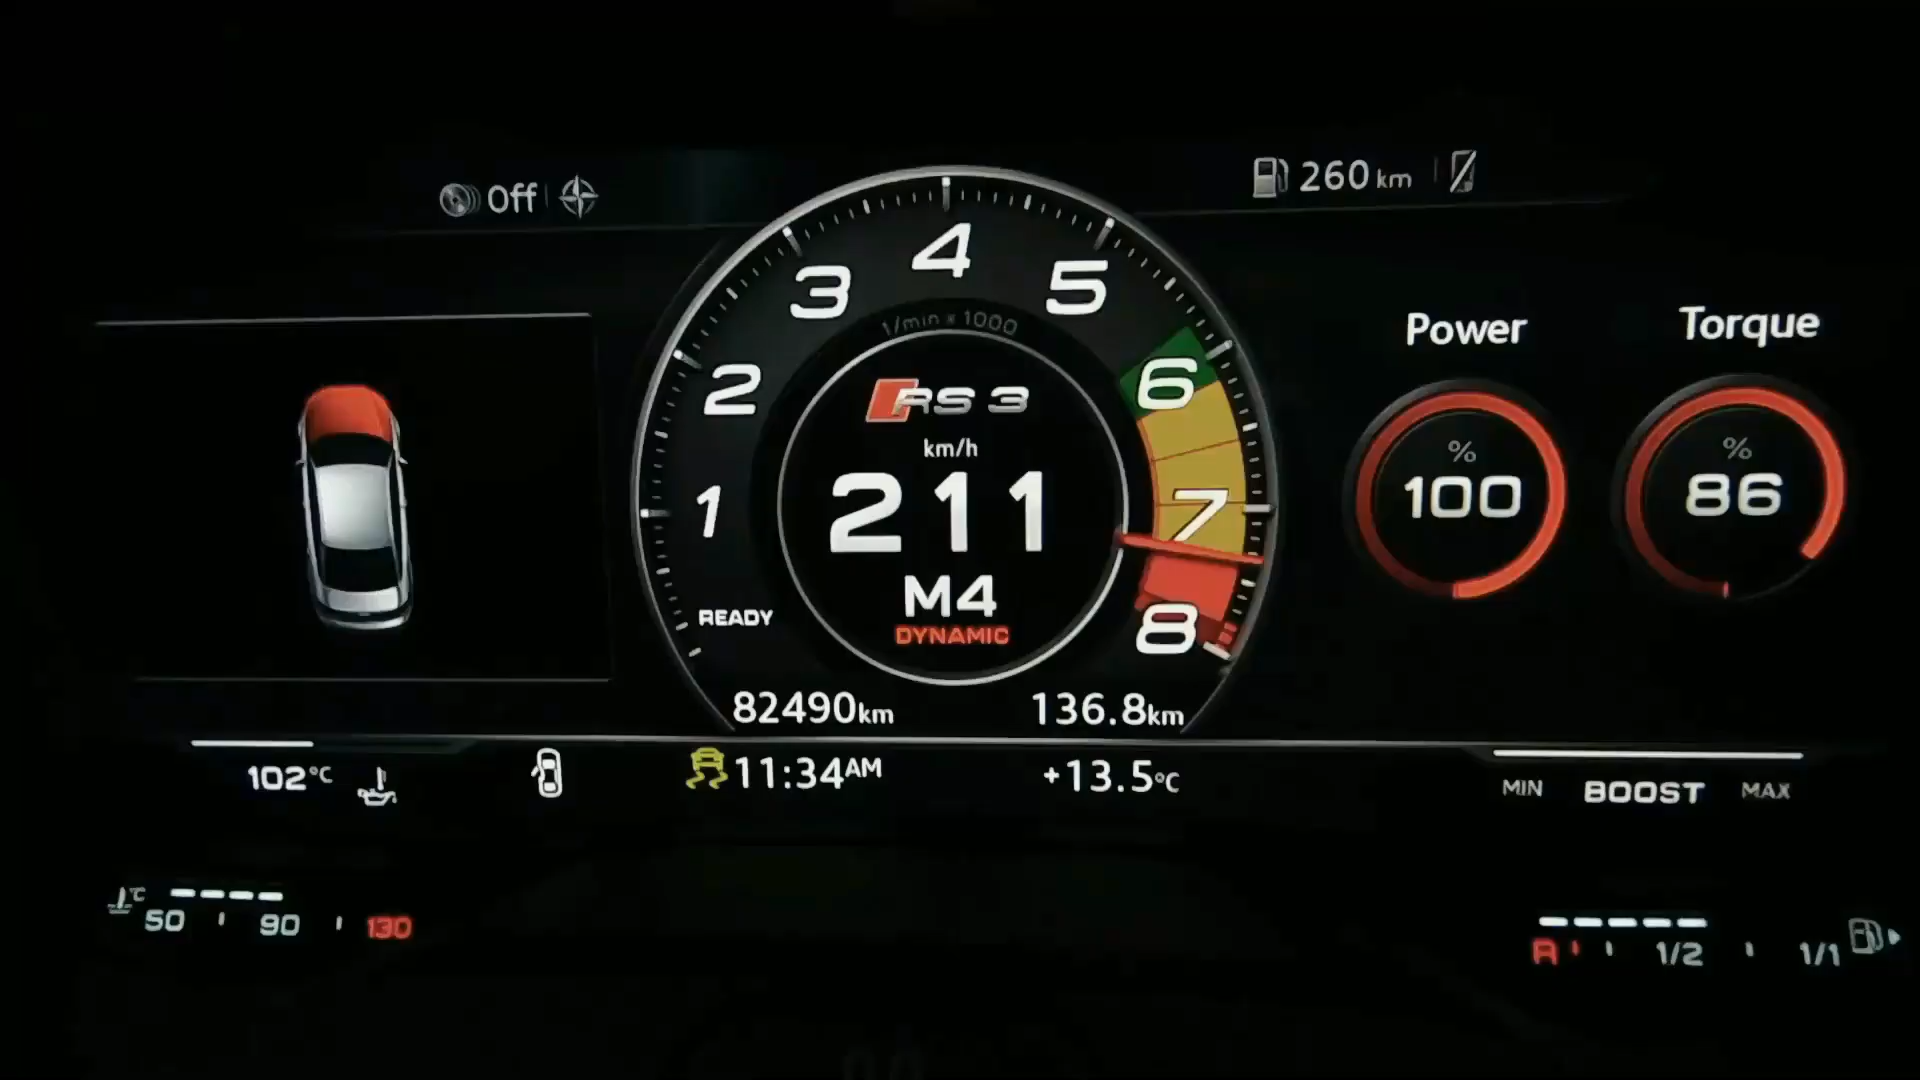 Off
260 km
4
3
5
1/min x 1000
2
6
RS 3
km/h
Power
Torque
%
100
%
86
1
211
7
M4
READY
DYNAMIC
8
82490km
136.8km
102°C
11:34AM
+13.5°C
MIN BOOST MAX
°C
50 90 130
R 1/2 1/1